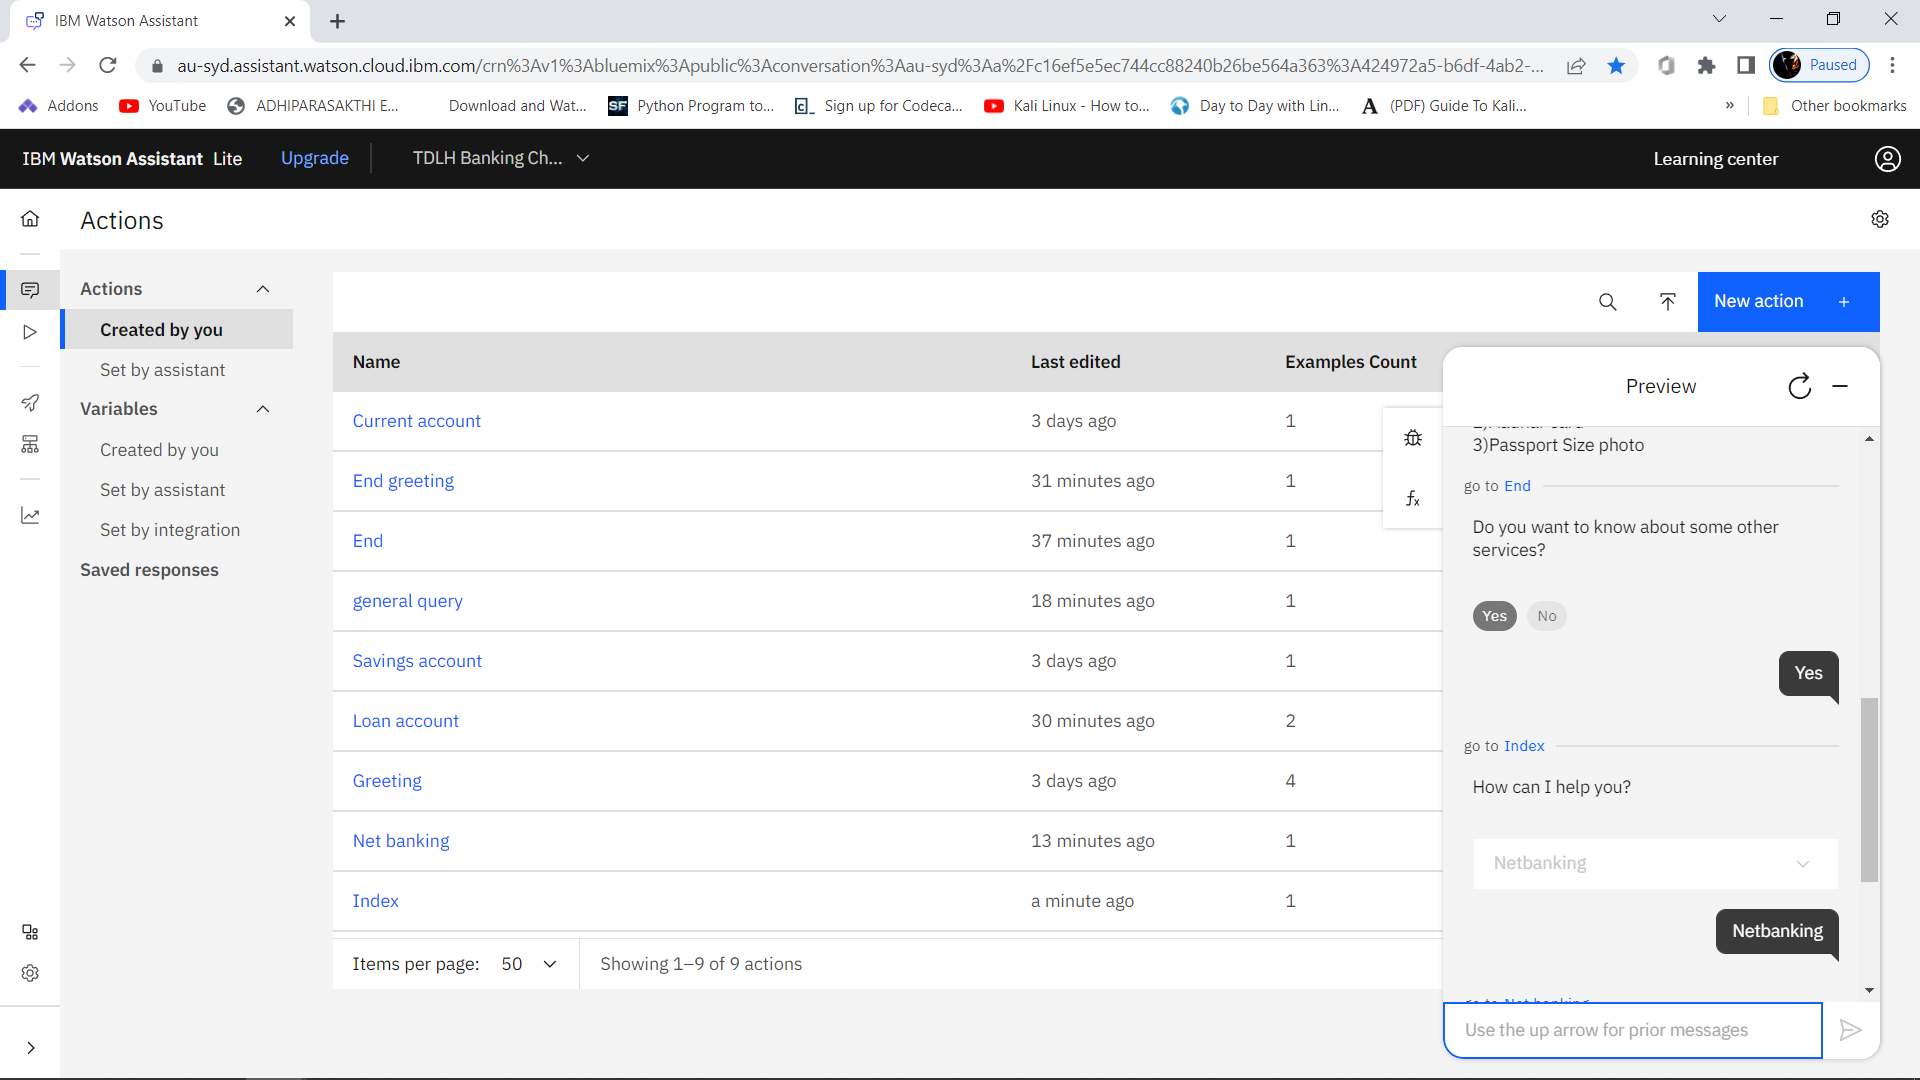 IBM Watson Assistant
au-syd.assistant.watson.cloud.ibm.com/crn%3Av1%3Abluemix%3Apublic%3Aconversation%3Aau-syd%3Aa%2Fc16ef5e5ec744cc88240b26be564a363%3A424972a5-b6df-4ab2-...
Paused
Addons
YouTube
ADHIPARASAKTHI E...
Download and Wat...
SF Python Program to...
c_ Sign up for Codeca...
Kali Linux - How to...
Day to Day with Lin...
A (PDF) Guide To Kali...
»
Other bookmarks
IBM Watson Assistant Lite
Upgrade
TDLH Banking Ch...
Learning center
Actions
Actions
Created by you
Set by assistant
Variables
Created by you
Set by assistant
Set by integration
Saved responses
New action +
Name Last edited Examples Count
Current account 3 days ago 1
End greeting 31 minutes ago 1
End 37 minutes ago 1
general query 18 minutes ago 1
Savings account 3 days ago 1
Loan account 30 minutes ago 2
Greeting 3 days ago 4
Net banking 13 minutes ago 1
Index a minute ago 1
Items per page: 50
Showing 1–9 of 9 actions
fx
Preview
3)Passport Size photo
go to End
Do you want to know about some other
services?
Yes No
Yes
go to Index
How can I help you?
Netbanking
Netbanking
go to Net banking
Use the up arrow for prior messages